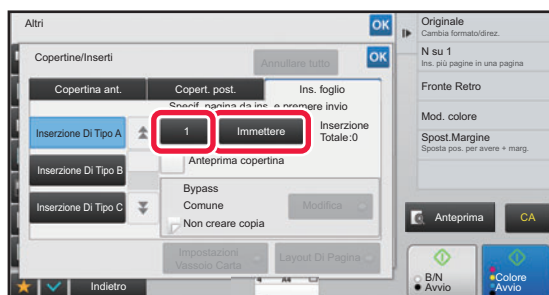 Altri
OK
Copertine/Inserti
Annullare tutto
OK
Copertina ant.
Copert. post.
Ins. foglio
Specif. pagina da ins. e premere invio
Inserzione Di Tipo A
1
Immettere
Inserzione
Totale:0
Anteprima copertina
Inserzione Di Tipo B
Bypass
Comune
Modifica
Inserzione Di Tipo C
Non creare copia
Impostazioni
Vassoio Carta
Layout Di Pagina
Indietro
A4
Originale
Cambia formato/direz.
N su 1
Ins. più pagine in una pagina
Fronte Retro
Mod. colore
Spost.Margine
Sposta pos. per avere + marg.
Anteprima
CA
B/N
Avvio
Colore
Avvio